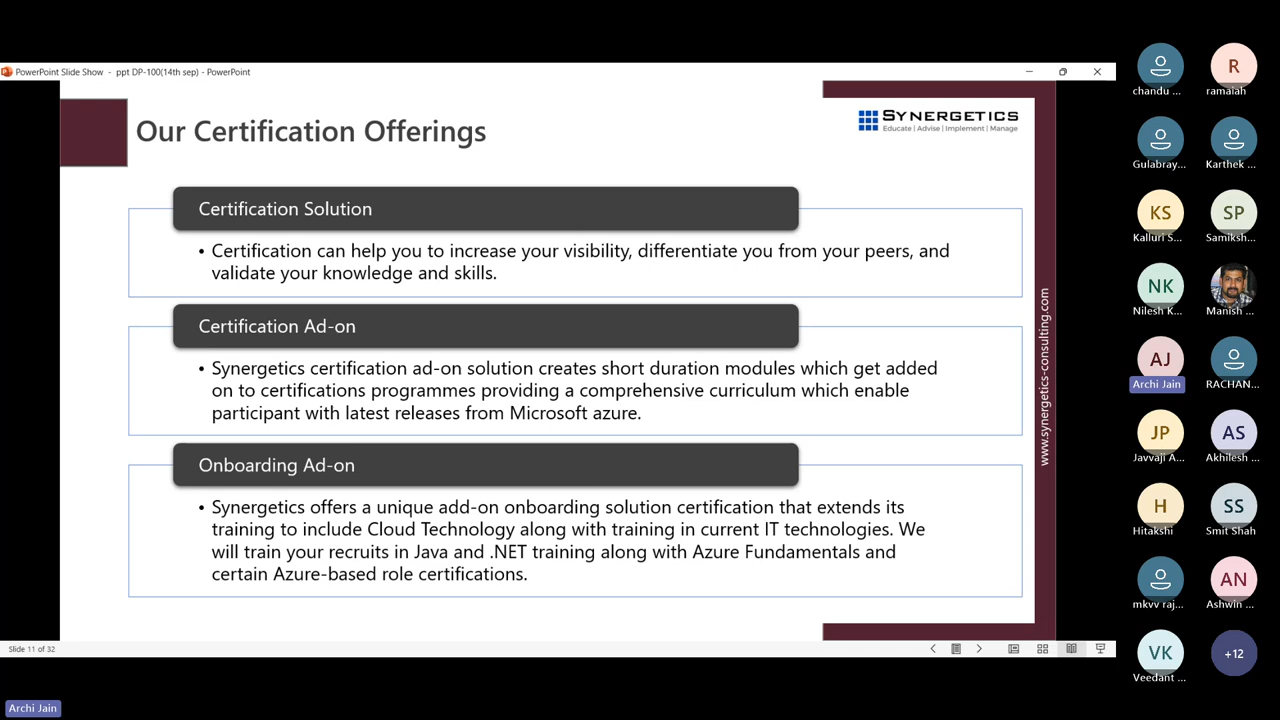 PowerPoint Slide Show - ppt DP-100(14th sep) - PowerPoint
Our Certification Offerings
SYNERGETICS
Educate | Advise | Implement | Manage
Certification Solution
• Certification can help you to increase your visibility, differentiate you from your peers, and
validate your knowledge and skills.
Certification Ad-on
• Synergetics certification ad-on solution creates short duration modules which get added
on to certifications programmes providing a comprehensive curriculum which enable
participant with latest releases from Microsoft azure.
Onboarding Ad-on
• Synergetics offers a unique add-on onboarding solution certification that extends its
training to include Cloud Technology along with training in current IT technologies. We
will train your recruits in Java and .NET training along with Azure Fundamentals and
certain Azure-based role certifications.
www.synergetics-consulting.com
Slide 11 of 32
Archi Jain
chandu ...
R
ramaiah
Gulabray...
Karthek ...
KS
Kalluri S...
SP
Samiksh...
NK
Nilesh K...
Manish ...
AJ
Archi Jain
RACHAN...
JP
Javvaji A...
AS
Akhilesh ...
H
Hitakshi
SS
Smit Shah
mkvv raj...
AN
Ashwin ...
VK
Veedant ...
+12